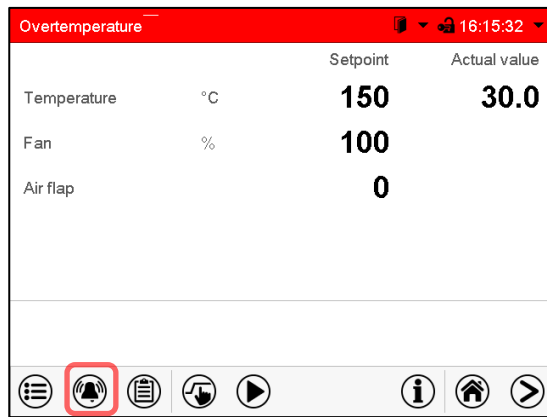 Overtemperature 16:15:32
Setpoint Actual value
Temperature °C 150 30.0
Fan % 100
Air flap 0